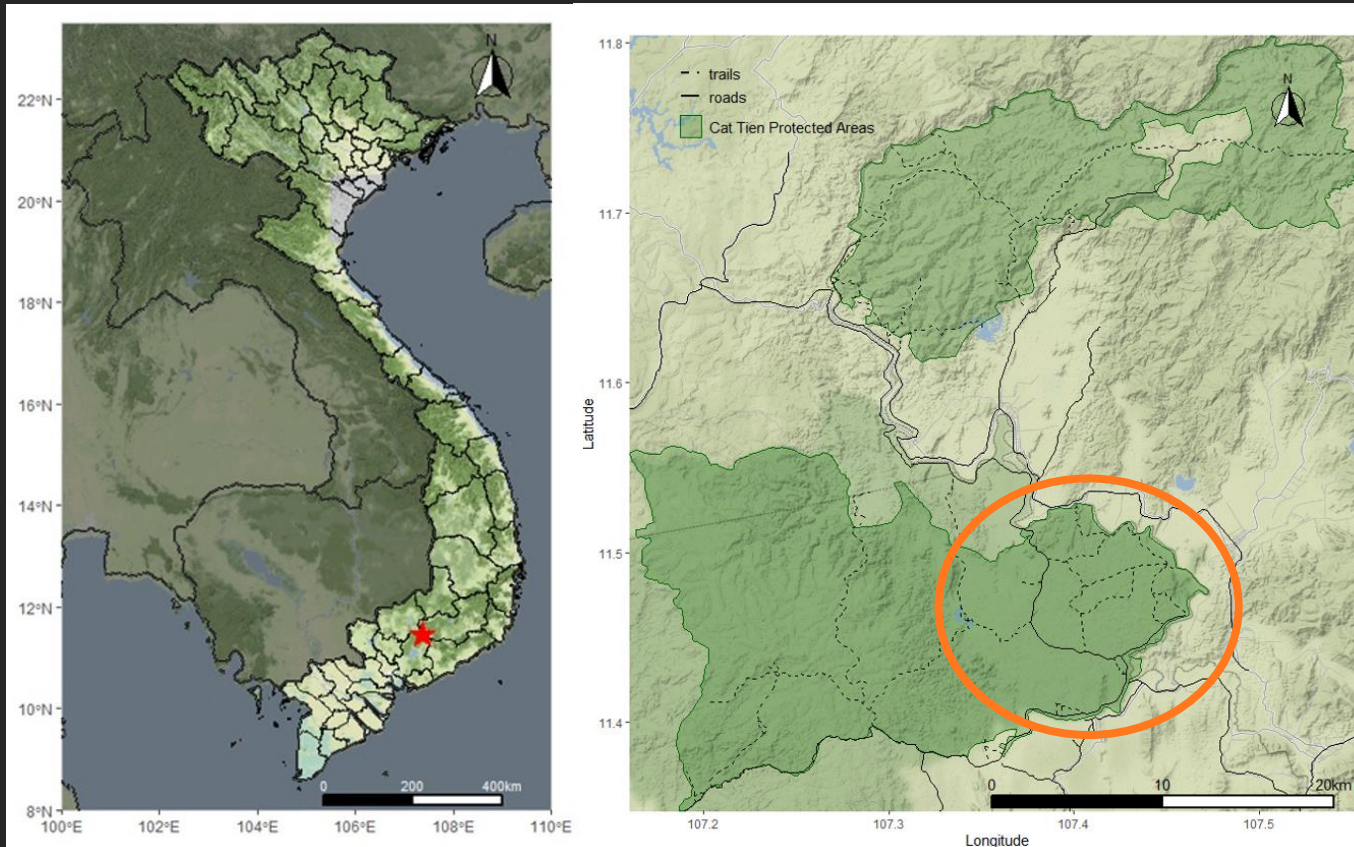 N
22°N
20°N
18°N
16°N
14°N
12°N
10°N
8°N
100°E
102°E
104°E
106°E
108°E
110°E
0
200
400km
trails
roads
Cat Tien Protected Areas
N
11.8
11.7
11.6
11.5
11.4
Latitude
107.2
107.3
107.4
107.5
Longitude
0
10
20km